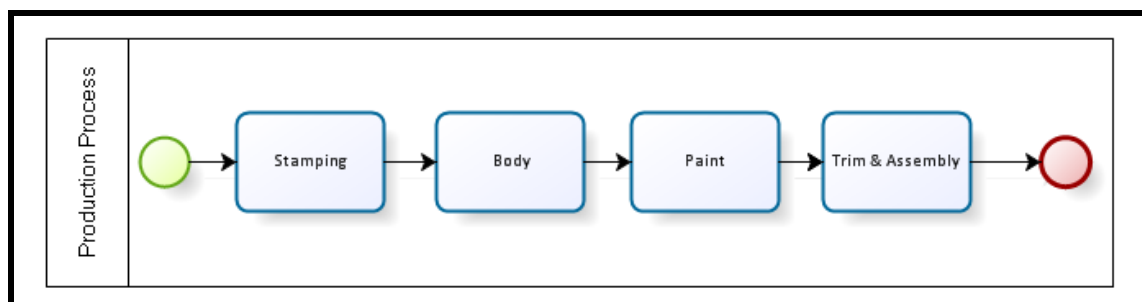 Production Process
Stamping
Body
Paint
Trim & Assembly